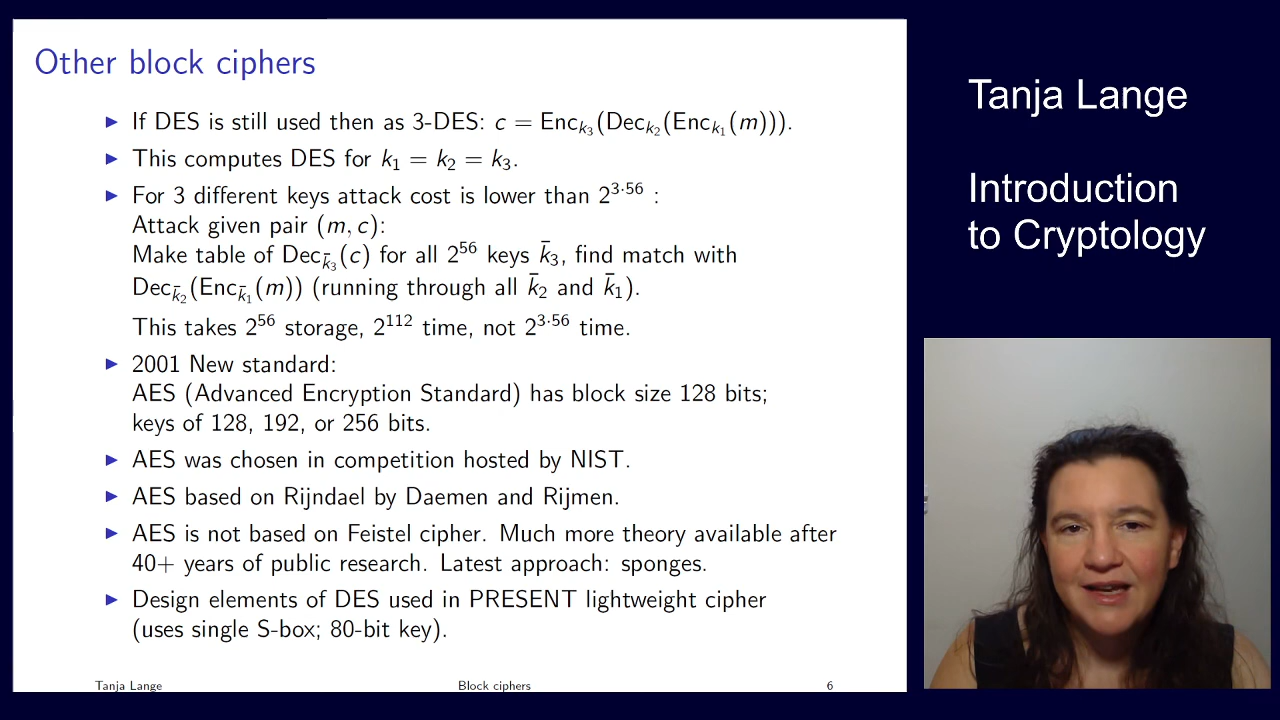 Other block ciphers
▶ If DES is still used then as 3-DES: c = Enc_{k_3}(Dec_{k_2}(Enc_{k_1}(m))).
▶ This computes DES for k_1 = k_2 = k_3.
▶ For 3 different keys attack cost is lower than 2^{3·56} :
Attack given pair (m, c):
Make table of Dec_{k̄_3}(c) for all 2^{56} keys k̄_3, find match with
Dec_{k̄_2}(Enc_{k̄_1}(m)) (running through all k̄_2 and k̄_1).
This takes 2^{56} storage, 2^{112} time, not 2^{3·56} time.
▶ 2001 New standard:
AES (Advanced Encryption Standard) has block size 128 bits;
keys of 128, 192, or 256 bits.
▶ AES was chosen in competition hosted by NIST.
▶ AES based on Rijndael by Daemen and Rijmen.
▶ AES is not based on Feistel cipher. Much more theory available after
40+ years of public research. Latest approach: sponges.
▶ Design elements of DES used in PRESENT lightweight cipher
(uses single S-box; 80-bit key).
Tanja Lange
Block ciphers
6
Tanja Lange
Introduction
to Cryptology